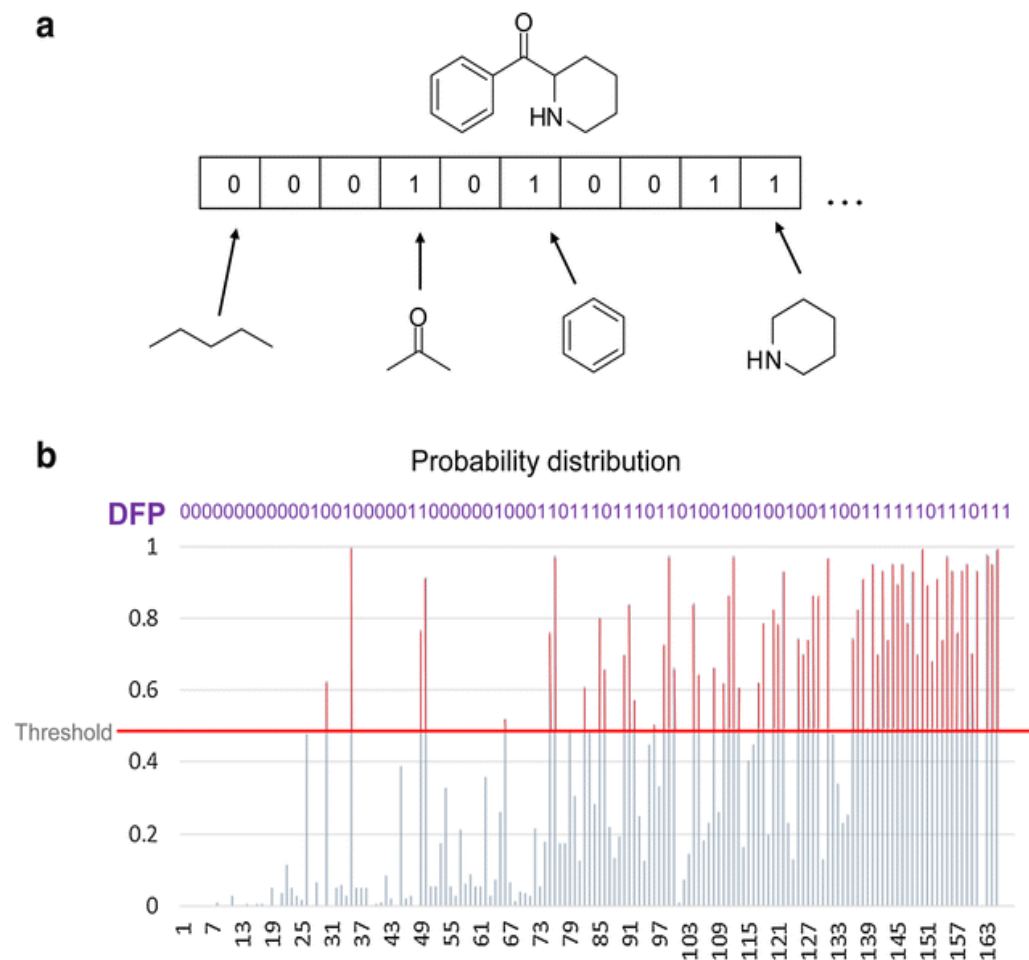 a
O
HN
0 0 0 1 0 1 0 0 1 1 ...
O
HN
b
Probability distribution
DFP 0000000000000100100000110000000100011011101110110100100100100110011111110111011 1
1
0.8
0.6
Threshold
0.4
0.2
0
1 7 13 19 25 31 37 43 49 55 61 67 73 79 85 91 97 103 109 115 121 127 133 139 145 151 157 163